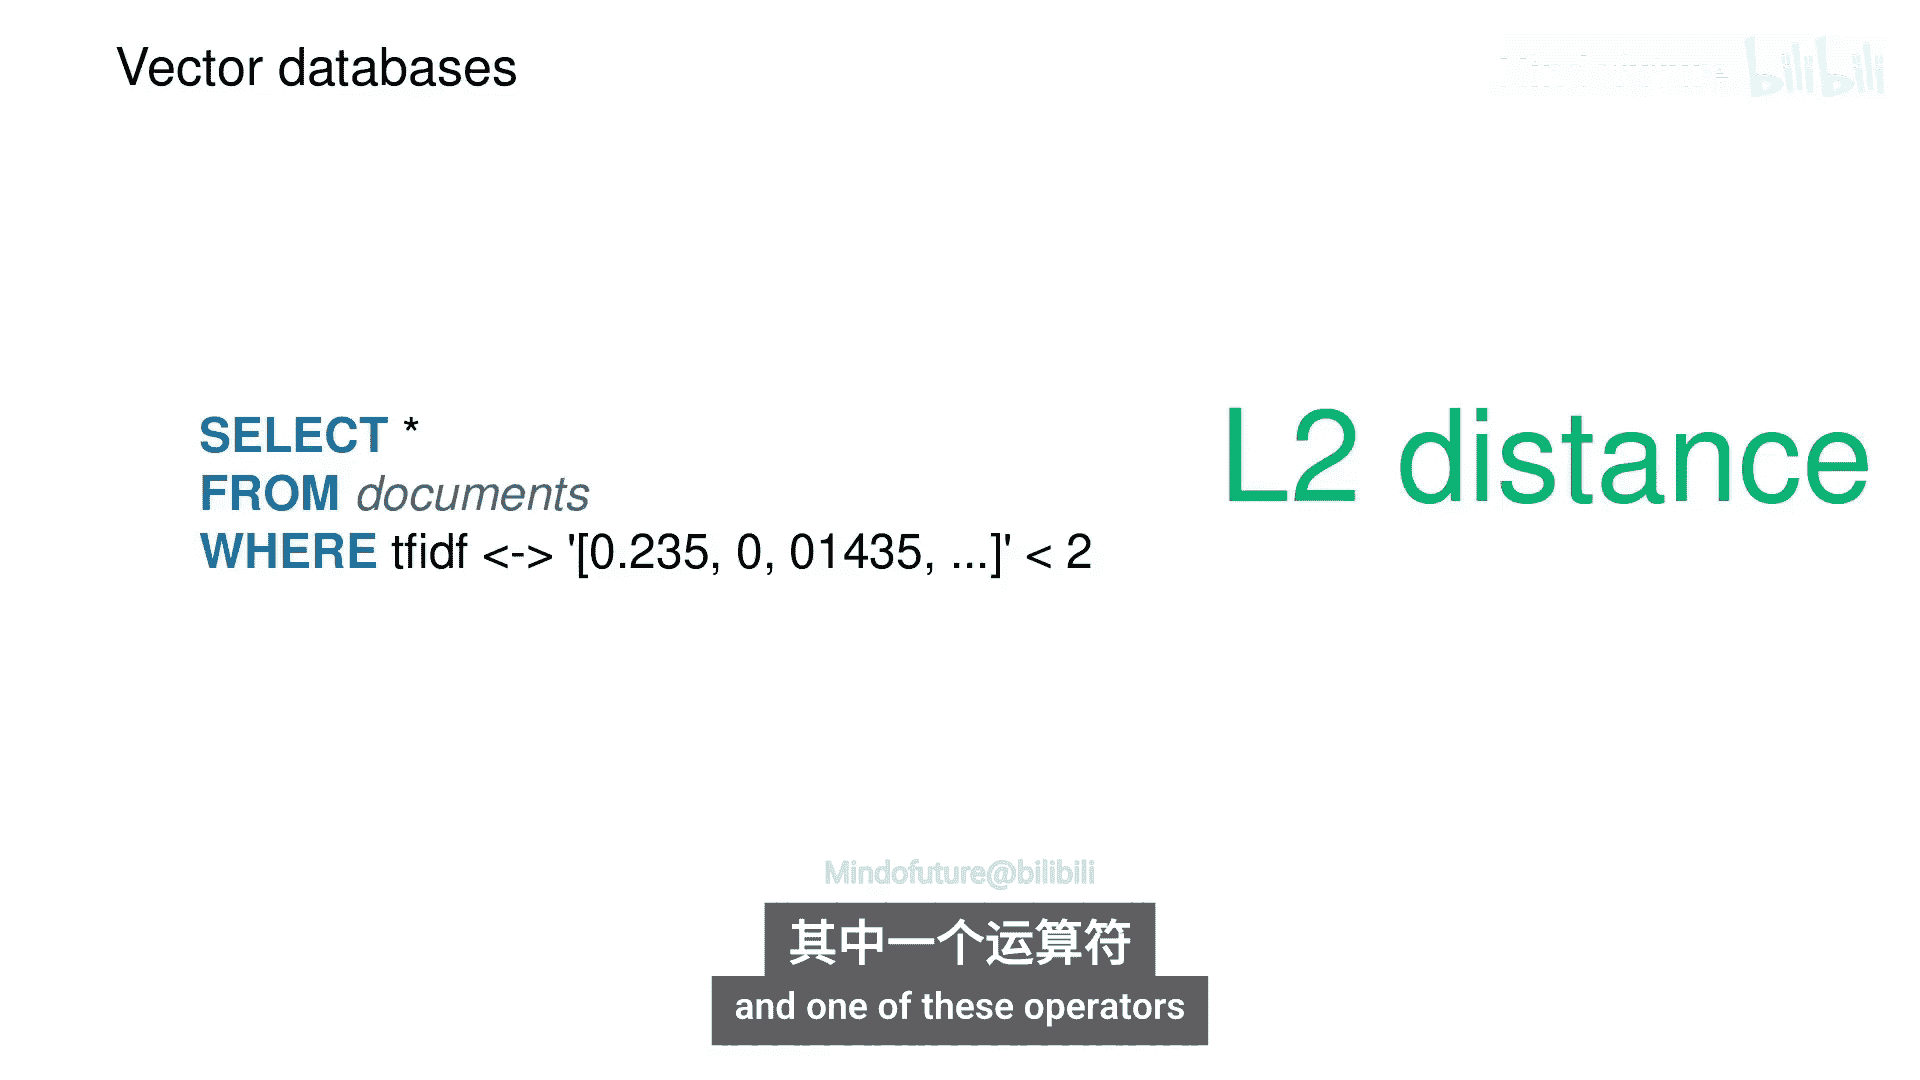 Vector databases
bilibili
SELECT *
FROM documents
WHERE tfidf <-> '[0.235, 0, 01435, ...]' < 2
L2 distance
Mindofuture@bilibili
其中一个运算符
and one of these operators